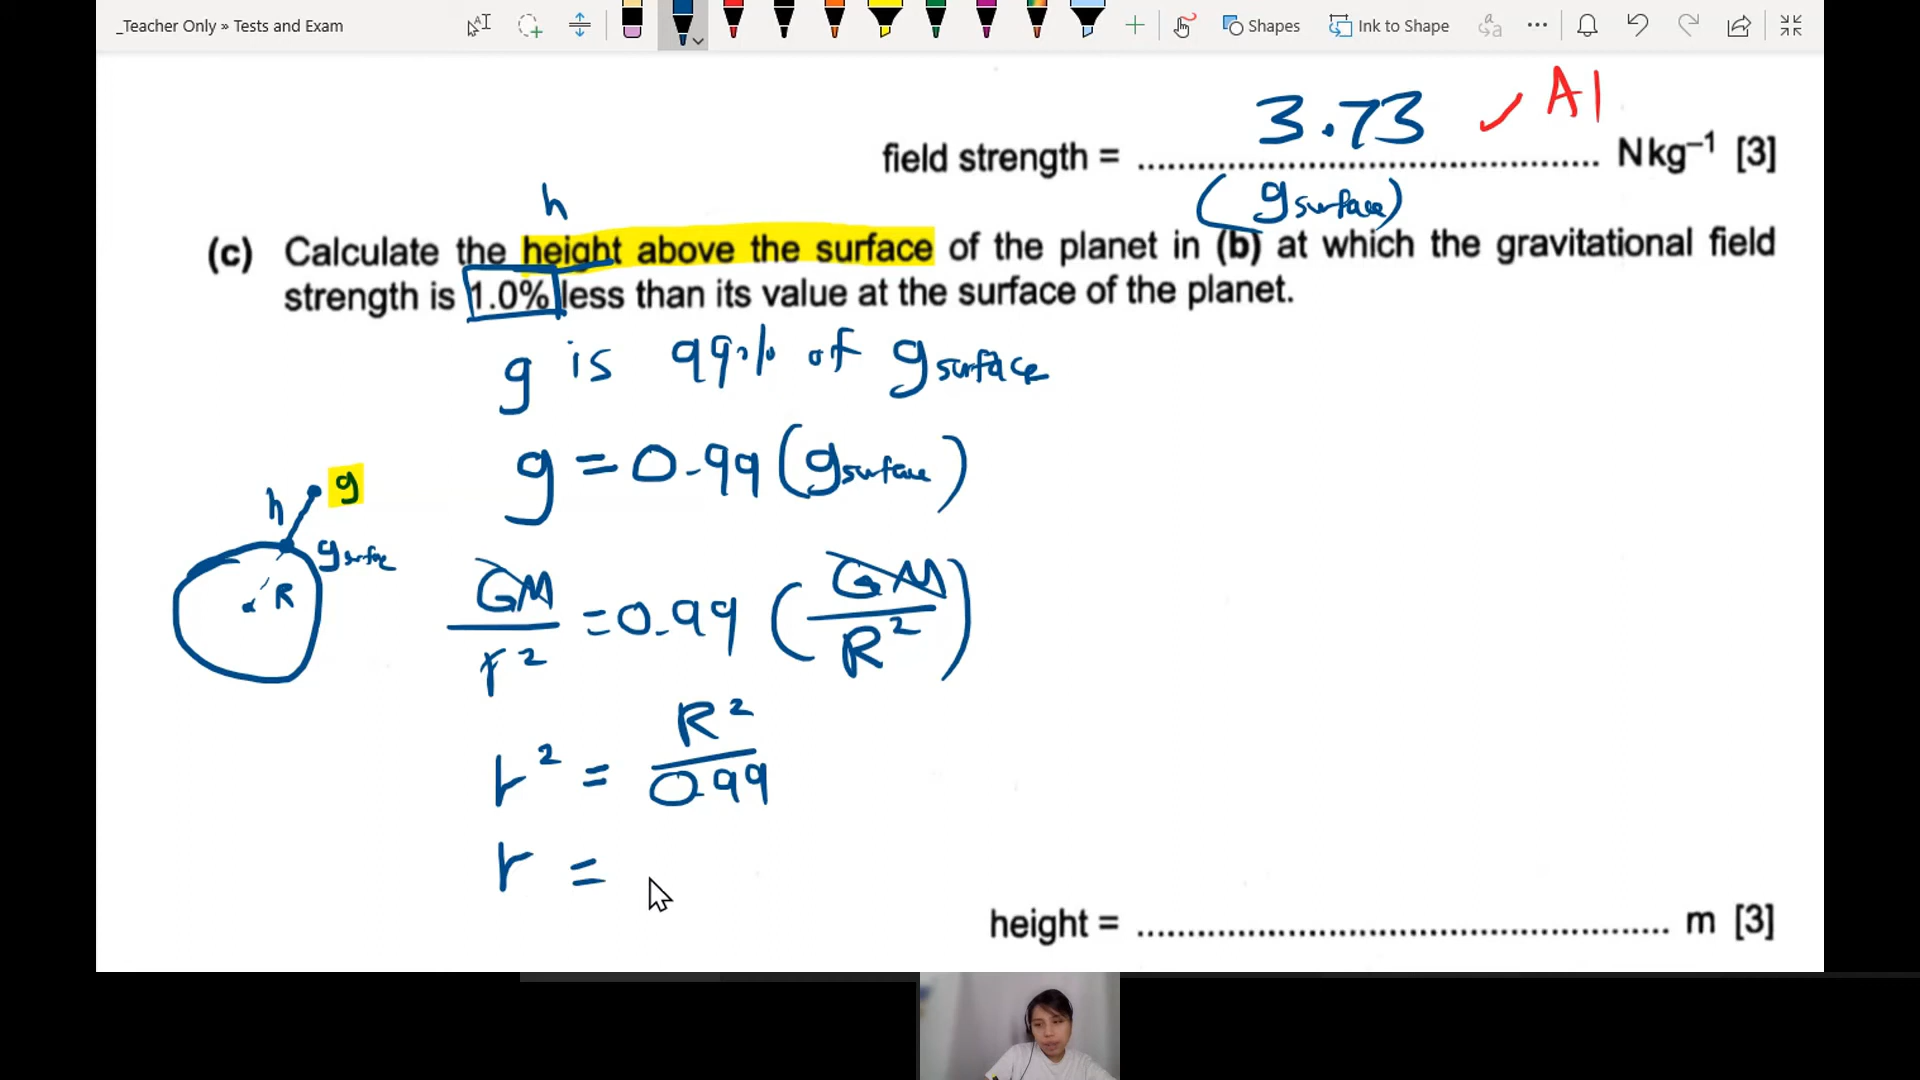 _Teacher Only » Tests and Exam
Shapes
Ink to Shape
3.73 ✓ A1
field strength = ................................................ N kg⁻¹ [3]
(g surface)
h
(c) Calculate the height above the surface of the planet in (b) at which the gravitational field
strength is 1.0% less than its value at the surface of the planet.
g is 99% of g surface
g = 0.99 (g surface)
h g
g surface
R
GM/r² = 0.99 (GM/R²)
r² = R²/0.99
r =
height = ....................................................... m [3]